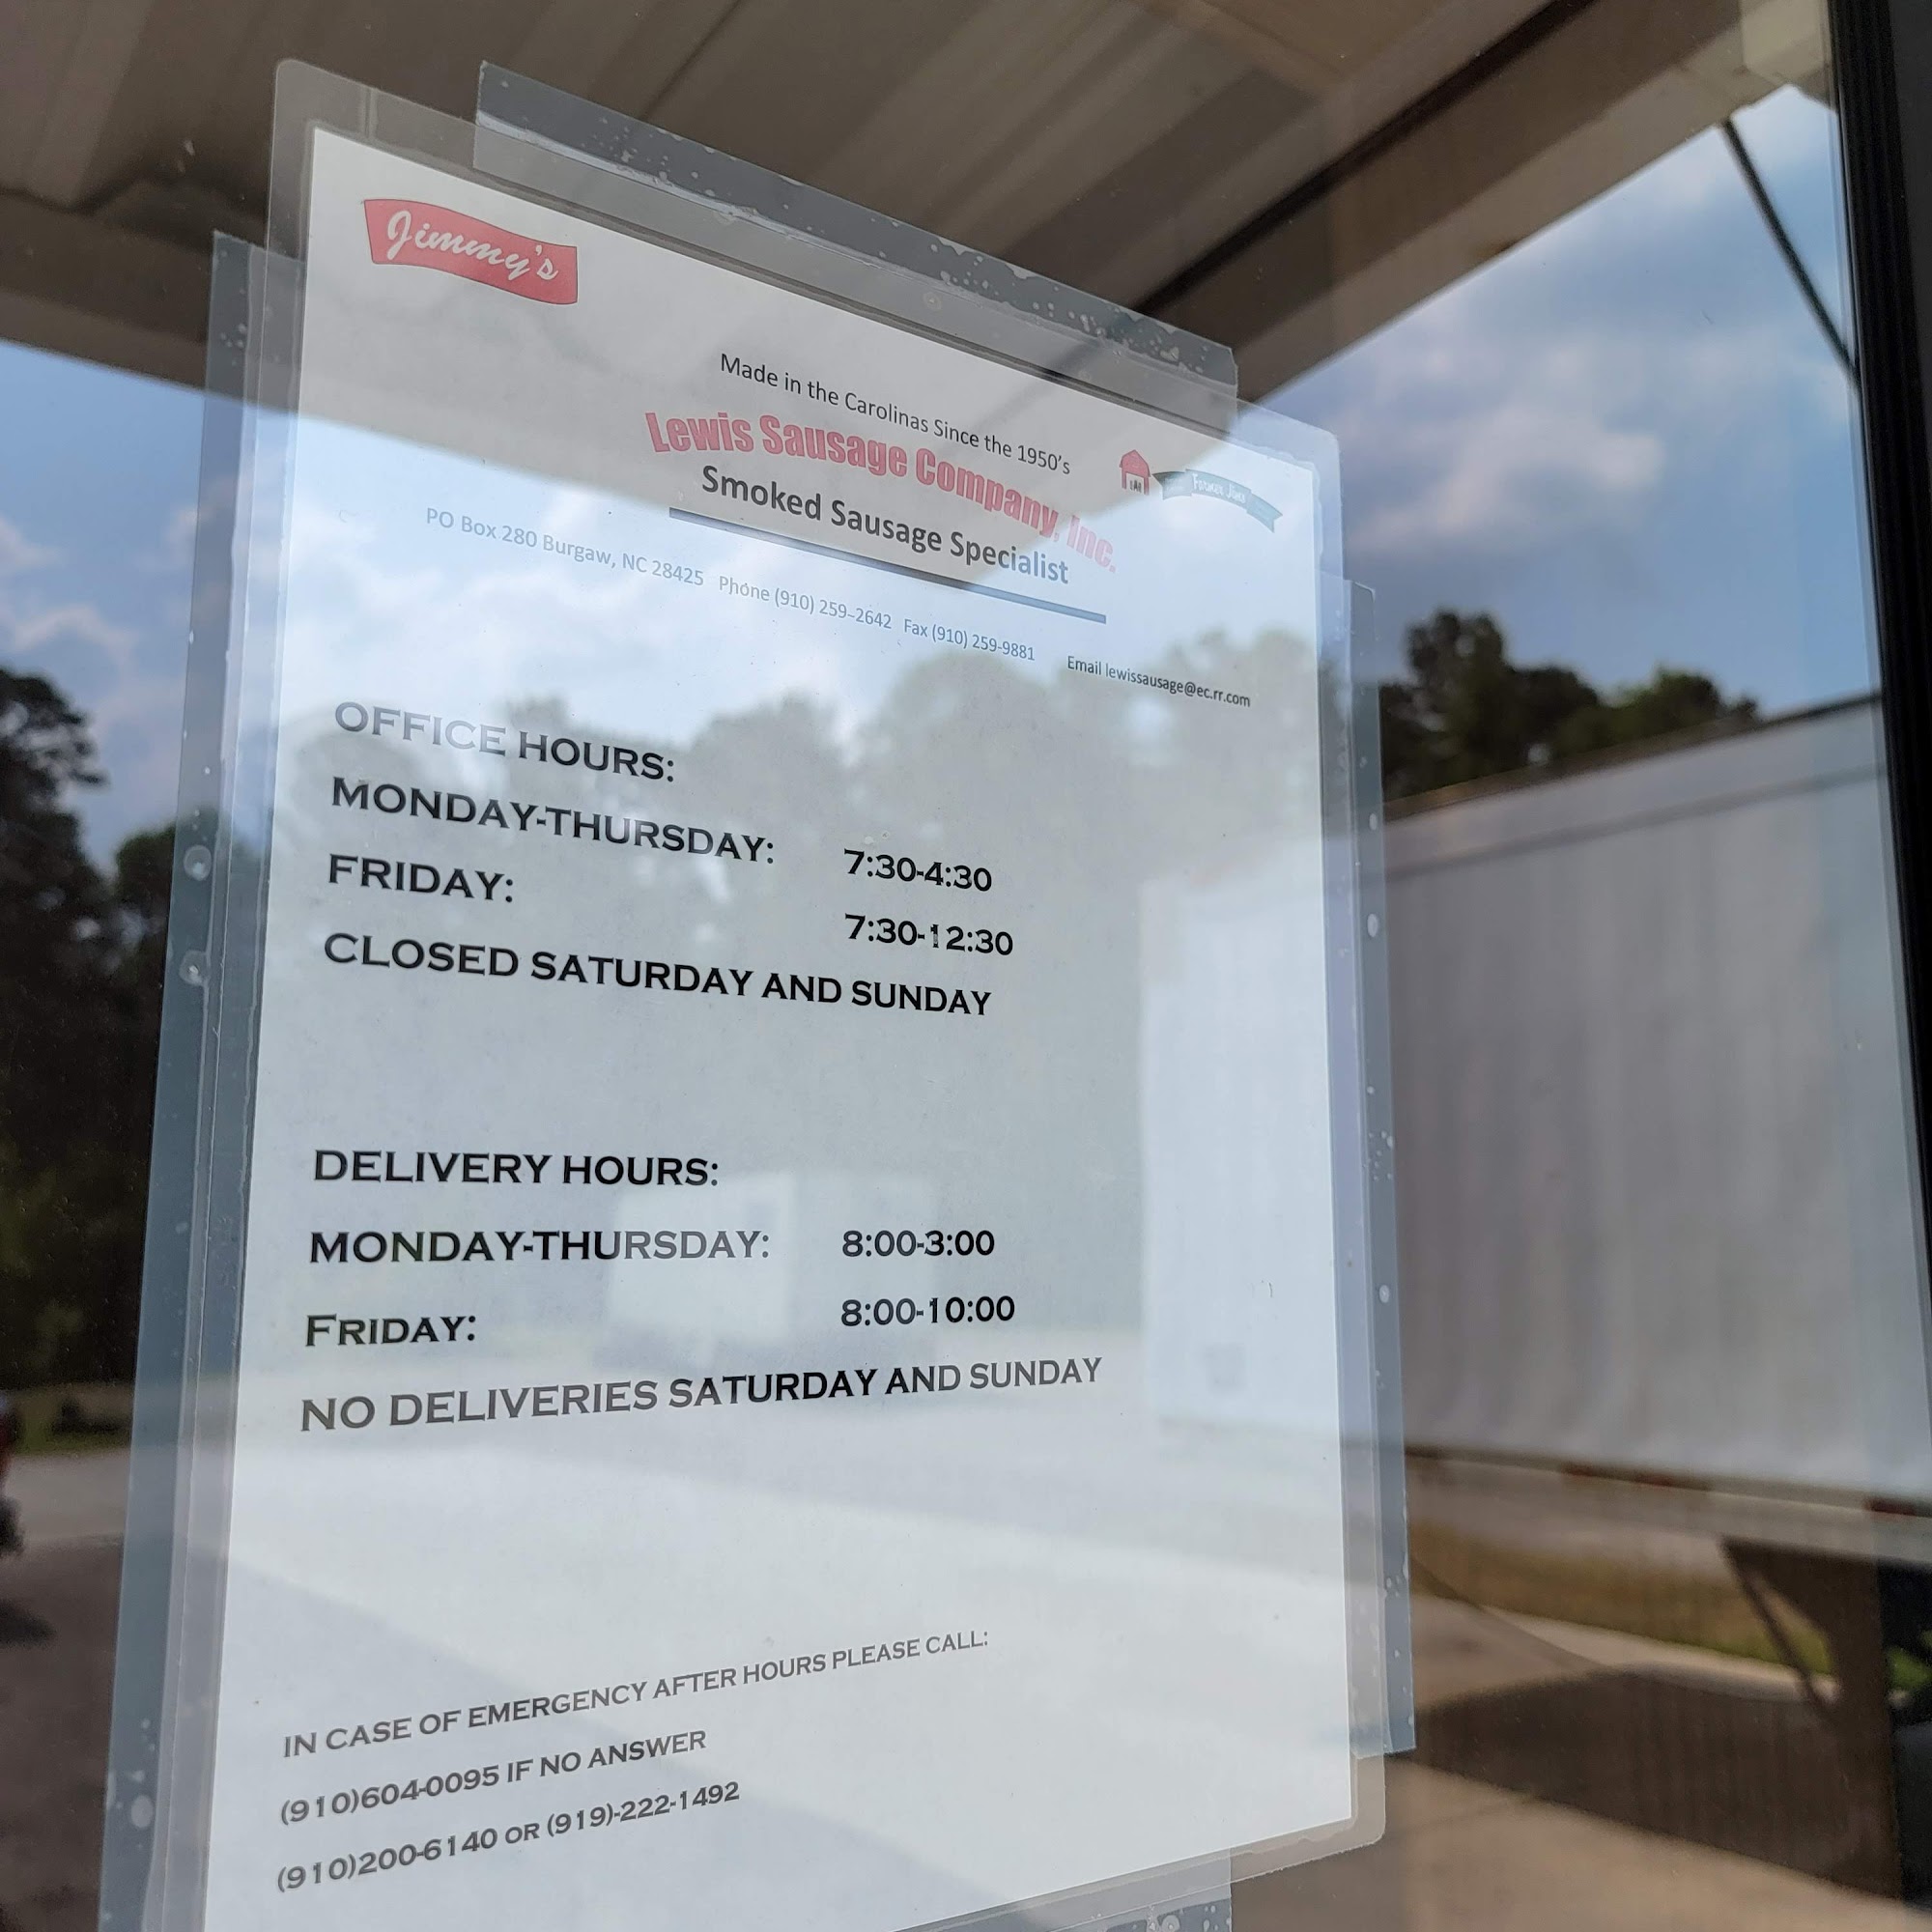 Jimmy's
Made in the Carolinas Since the 1950's
Lewis Sausage Company, Inc.
Smoked Sausage Specialist
PO Box 280 Burgaw, NC 28425 Phone (910) 259-2642 Fax (910) 259-9881 Email lewissausage@ec.rr.com
OFFICE HOURS:
MONDAY-THURSDAY: 7:30-4:30
FRIDAY: 7:30-12:30
CLOSED SATURDAY AND SUNDAY
DELIVERY HOURS:
MONDAY-THURSDAY: 8:00-3:00
FRIDAY: 8:00-10:00
NO DELIVERIES SATURDAY AND SUNDAY
IN CASE OF EMERGENCY AFTER HOURS PLEASE CALL:
(910)604-0095 IF NO ANSWER
(910)200-6140 OR (919)-222-1492